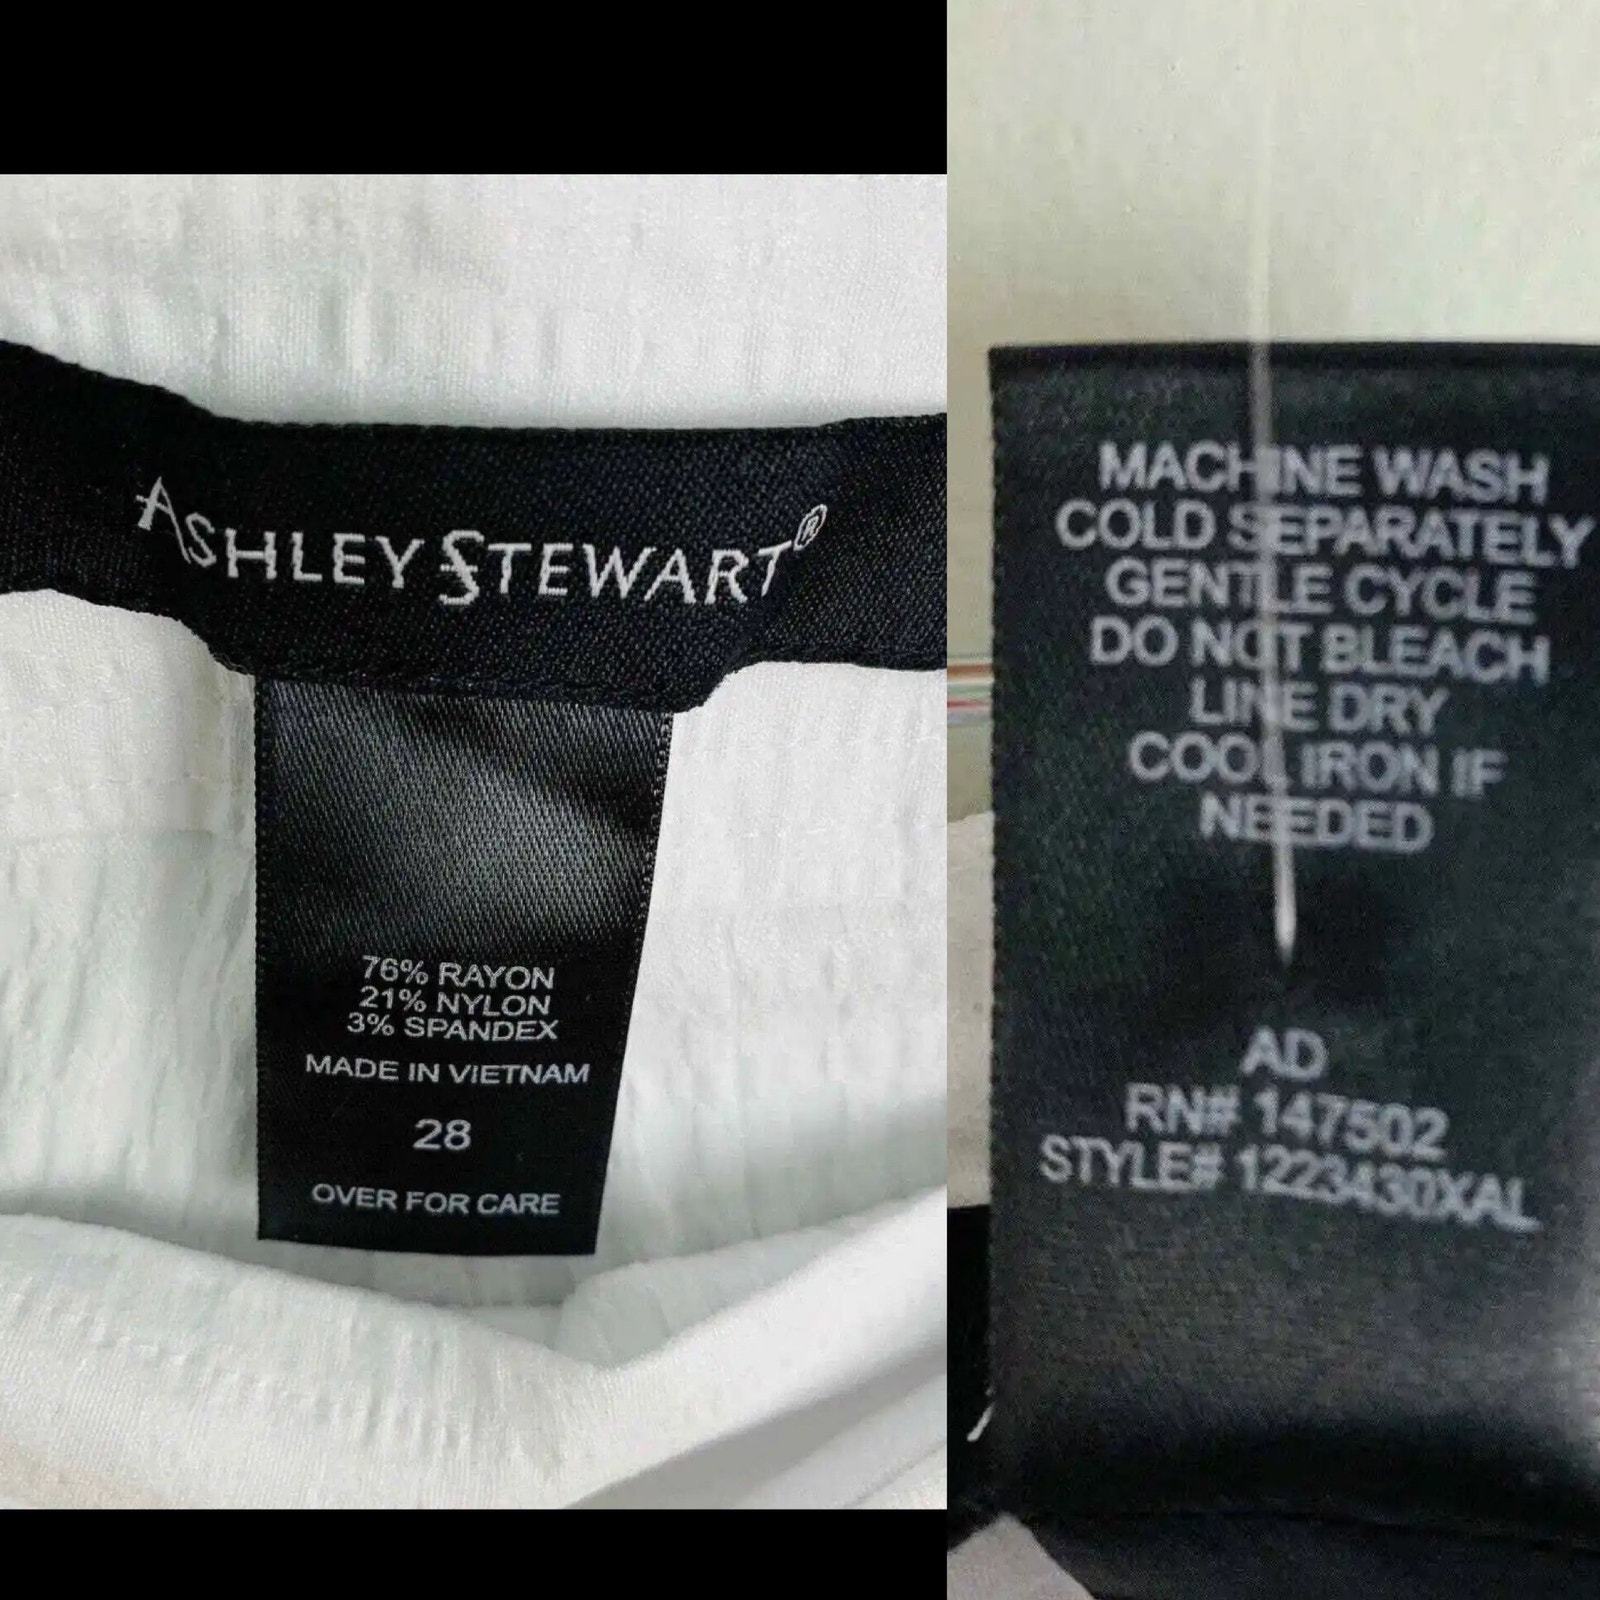 ASHLEY STEWART®
76% RAYON
21% NYLON
3% SPANDEX
MADE IN VIETNAM
28
OVER FOR CARE
MACHINE WASH
COLD SEPARATELY
GENTLE CYCLE
DO NOT BLEACH
LINE DRY
COOL IRON IF
NEEDED
AD
RN# 147502
STYLE# 1223430XAL